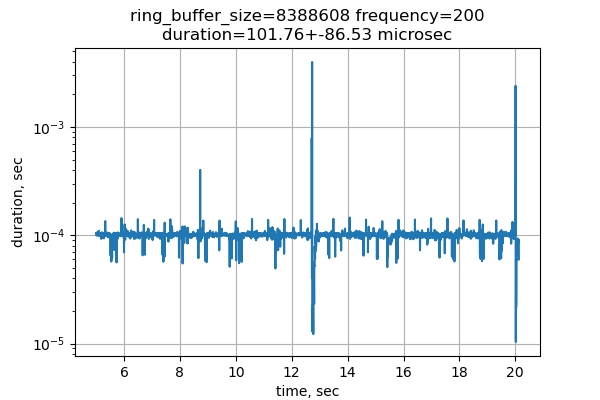 ring_buffer_size=8388608 frequency=200
duration=101.76+-86.53 microsec
duration, sec
10^-3
10^-4
10^-5
6 8 10 12 14 16 18 20
time, sec